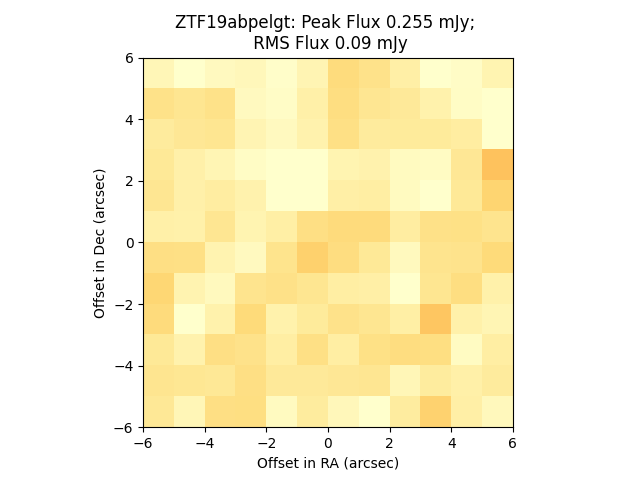 ZTF19abpelgt: Peak Flux 0.255 mJy;
RMS Flux 0.09 mJy
6
4
2
0
−2
−4
−6
Offset in Dec (arcsec)
−6 −4 −2 0 2 4 6
Offset in RA (arcsec)